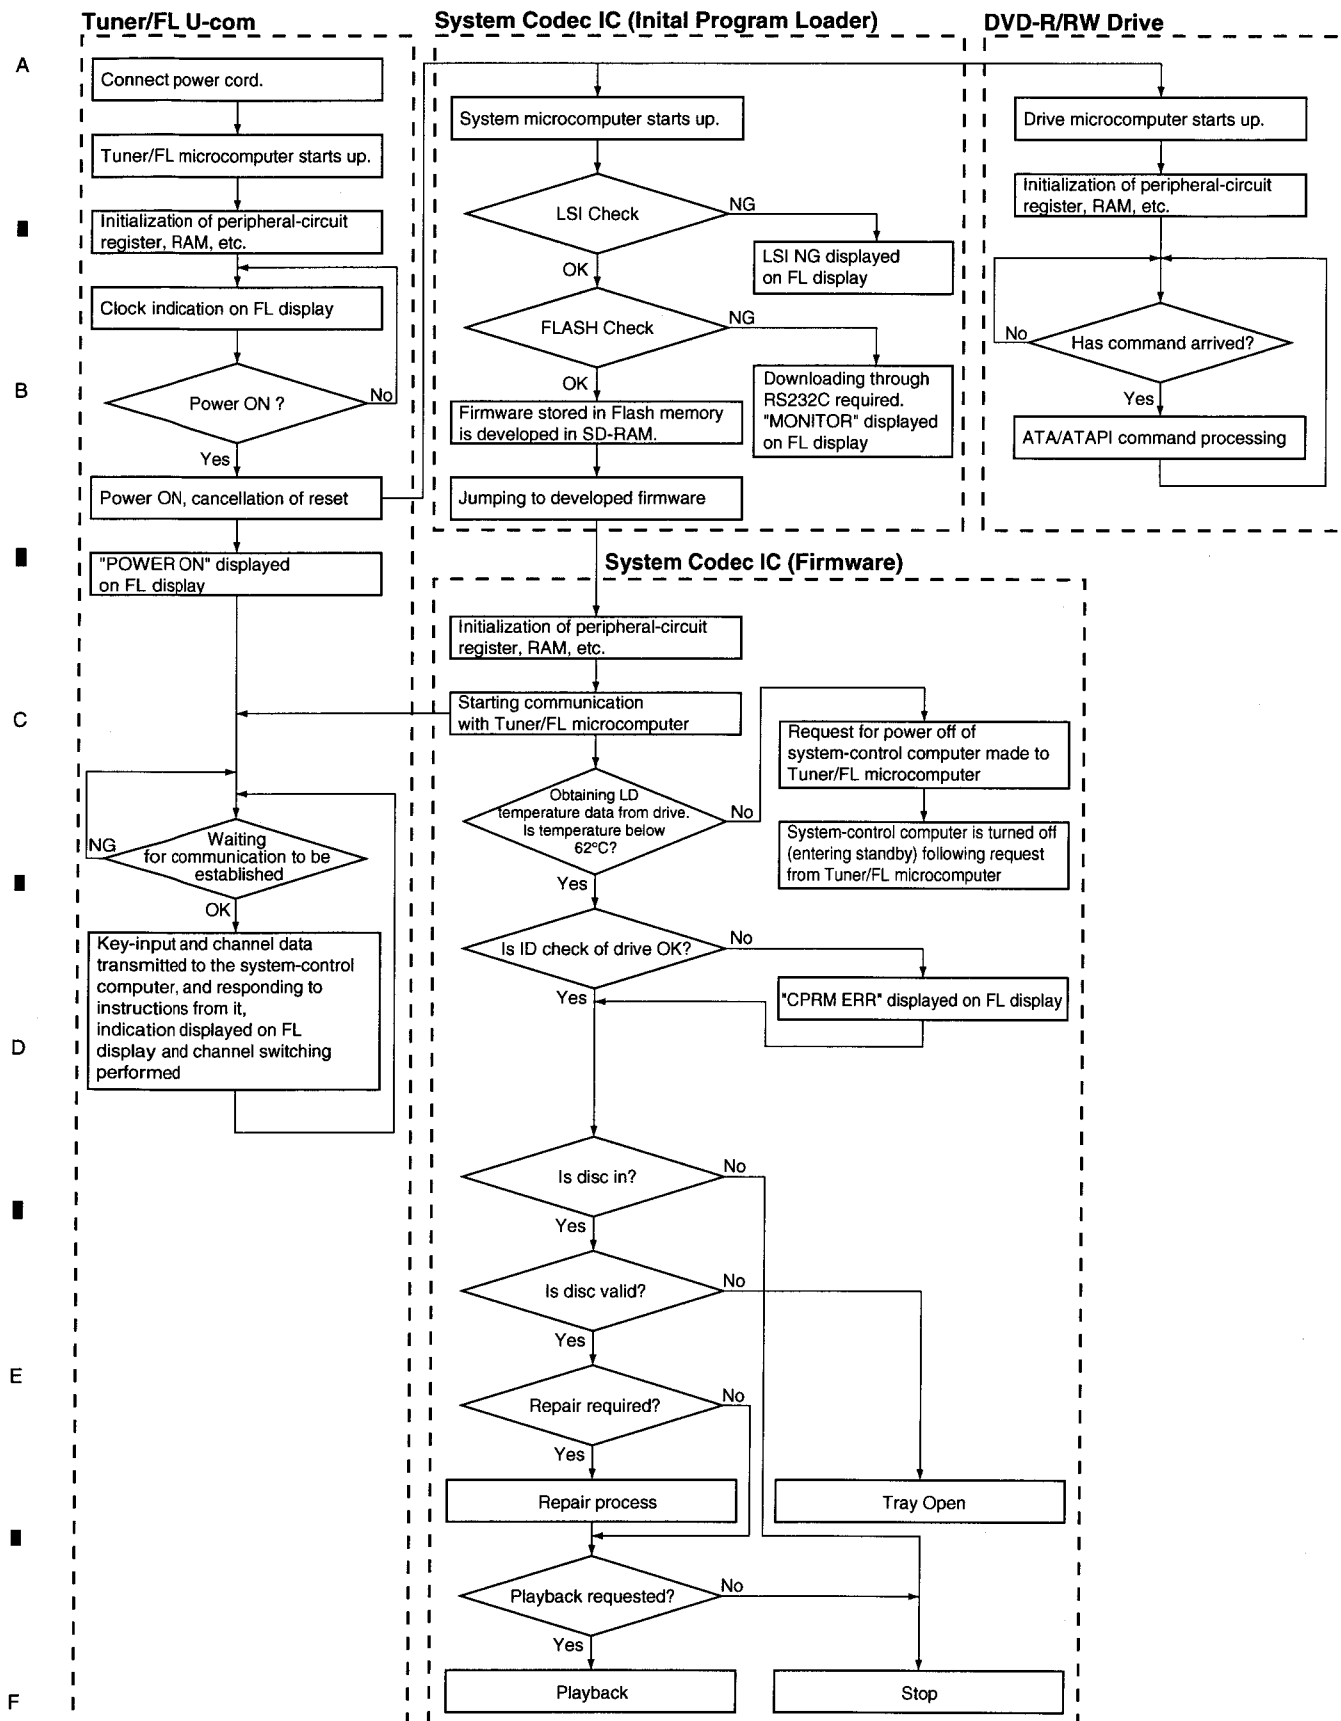 Tuner/FL U-com
System Codec IC (Inital Program Loader)
DVD-R/RW Drive
A
B
C
D
E
F
Connect power cord.
Tuner/FL microcomputer starts up.
Initialization of peripheral-circuit
register, RAM, etc.
Clock indication on FL display
Power ON ?
No
Yes
Power ON, cancellation of reset
"POWER ON" displayed
on FL display
NG
Waiting
for communication to be
established
OK
Key-input and channel data
transmitted to the system-control
computer, and responding to
instructions from it,
indication displayed on FL
display and channel switching
performed
System microcomputer starts up.
LSI Check
NG
LSI NG displayed
on FL display
OK
FLASH Check
NG
Downloading through
RS232C required.
"MONITOR" displayed
on FL display
OK
Firmware stored in Flash memory
is developed in SD-RAM.
Jumping to developed firmware
Drive microcomputer starts up.
Initialization of peripheral-circuit
register, RAM, etc.
No
Has command arrived?
Yes
ATA/ATAPI command processing
System Codec IC (Firmware)
Initialization of peripheral-circuit
register, RAM, etc.
Starting communication
with Tuner/FL microcomputer
Obtaining LD
temperature data from drive.
Is temperature below
62°C?
No
Request for power off of
system-control computer made to
Tuner/FL microcomputer
System-control computer is turned off
(entering standby) following request
from Tuner/FL microcomputer
Yes
Is ID check of drive OK?
No
"CPRM ERR" displayed on FL display
Yes
Is disc in?
No
Yes
Is disc valid?
No
Yes
Repair required?
No
Yes
Repair process
Tray Open
Playback requested?
No
Yes
Playback
Stop